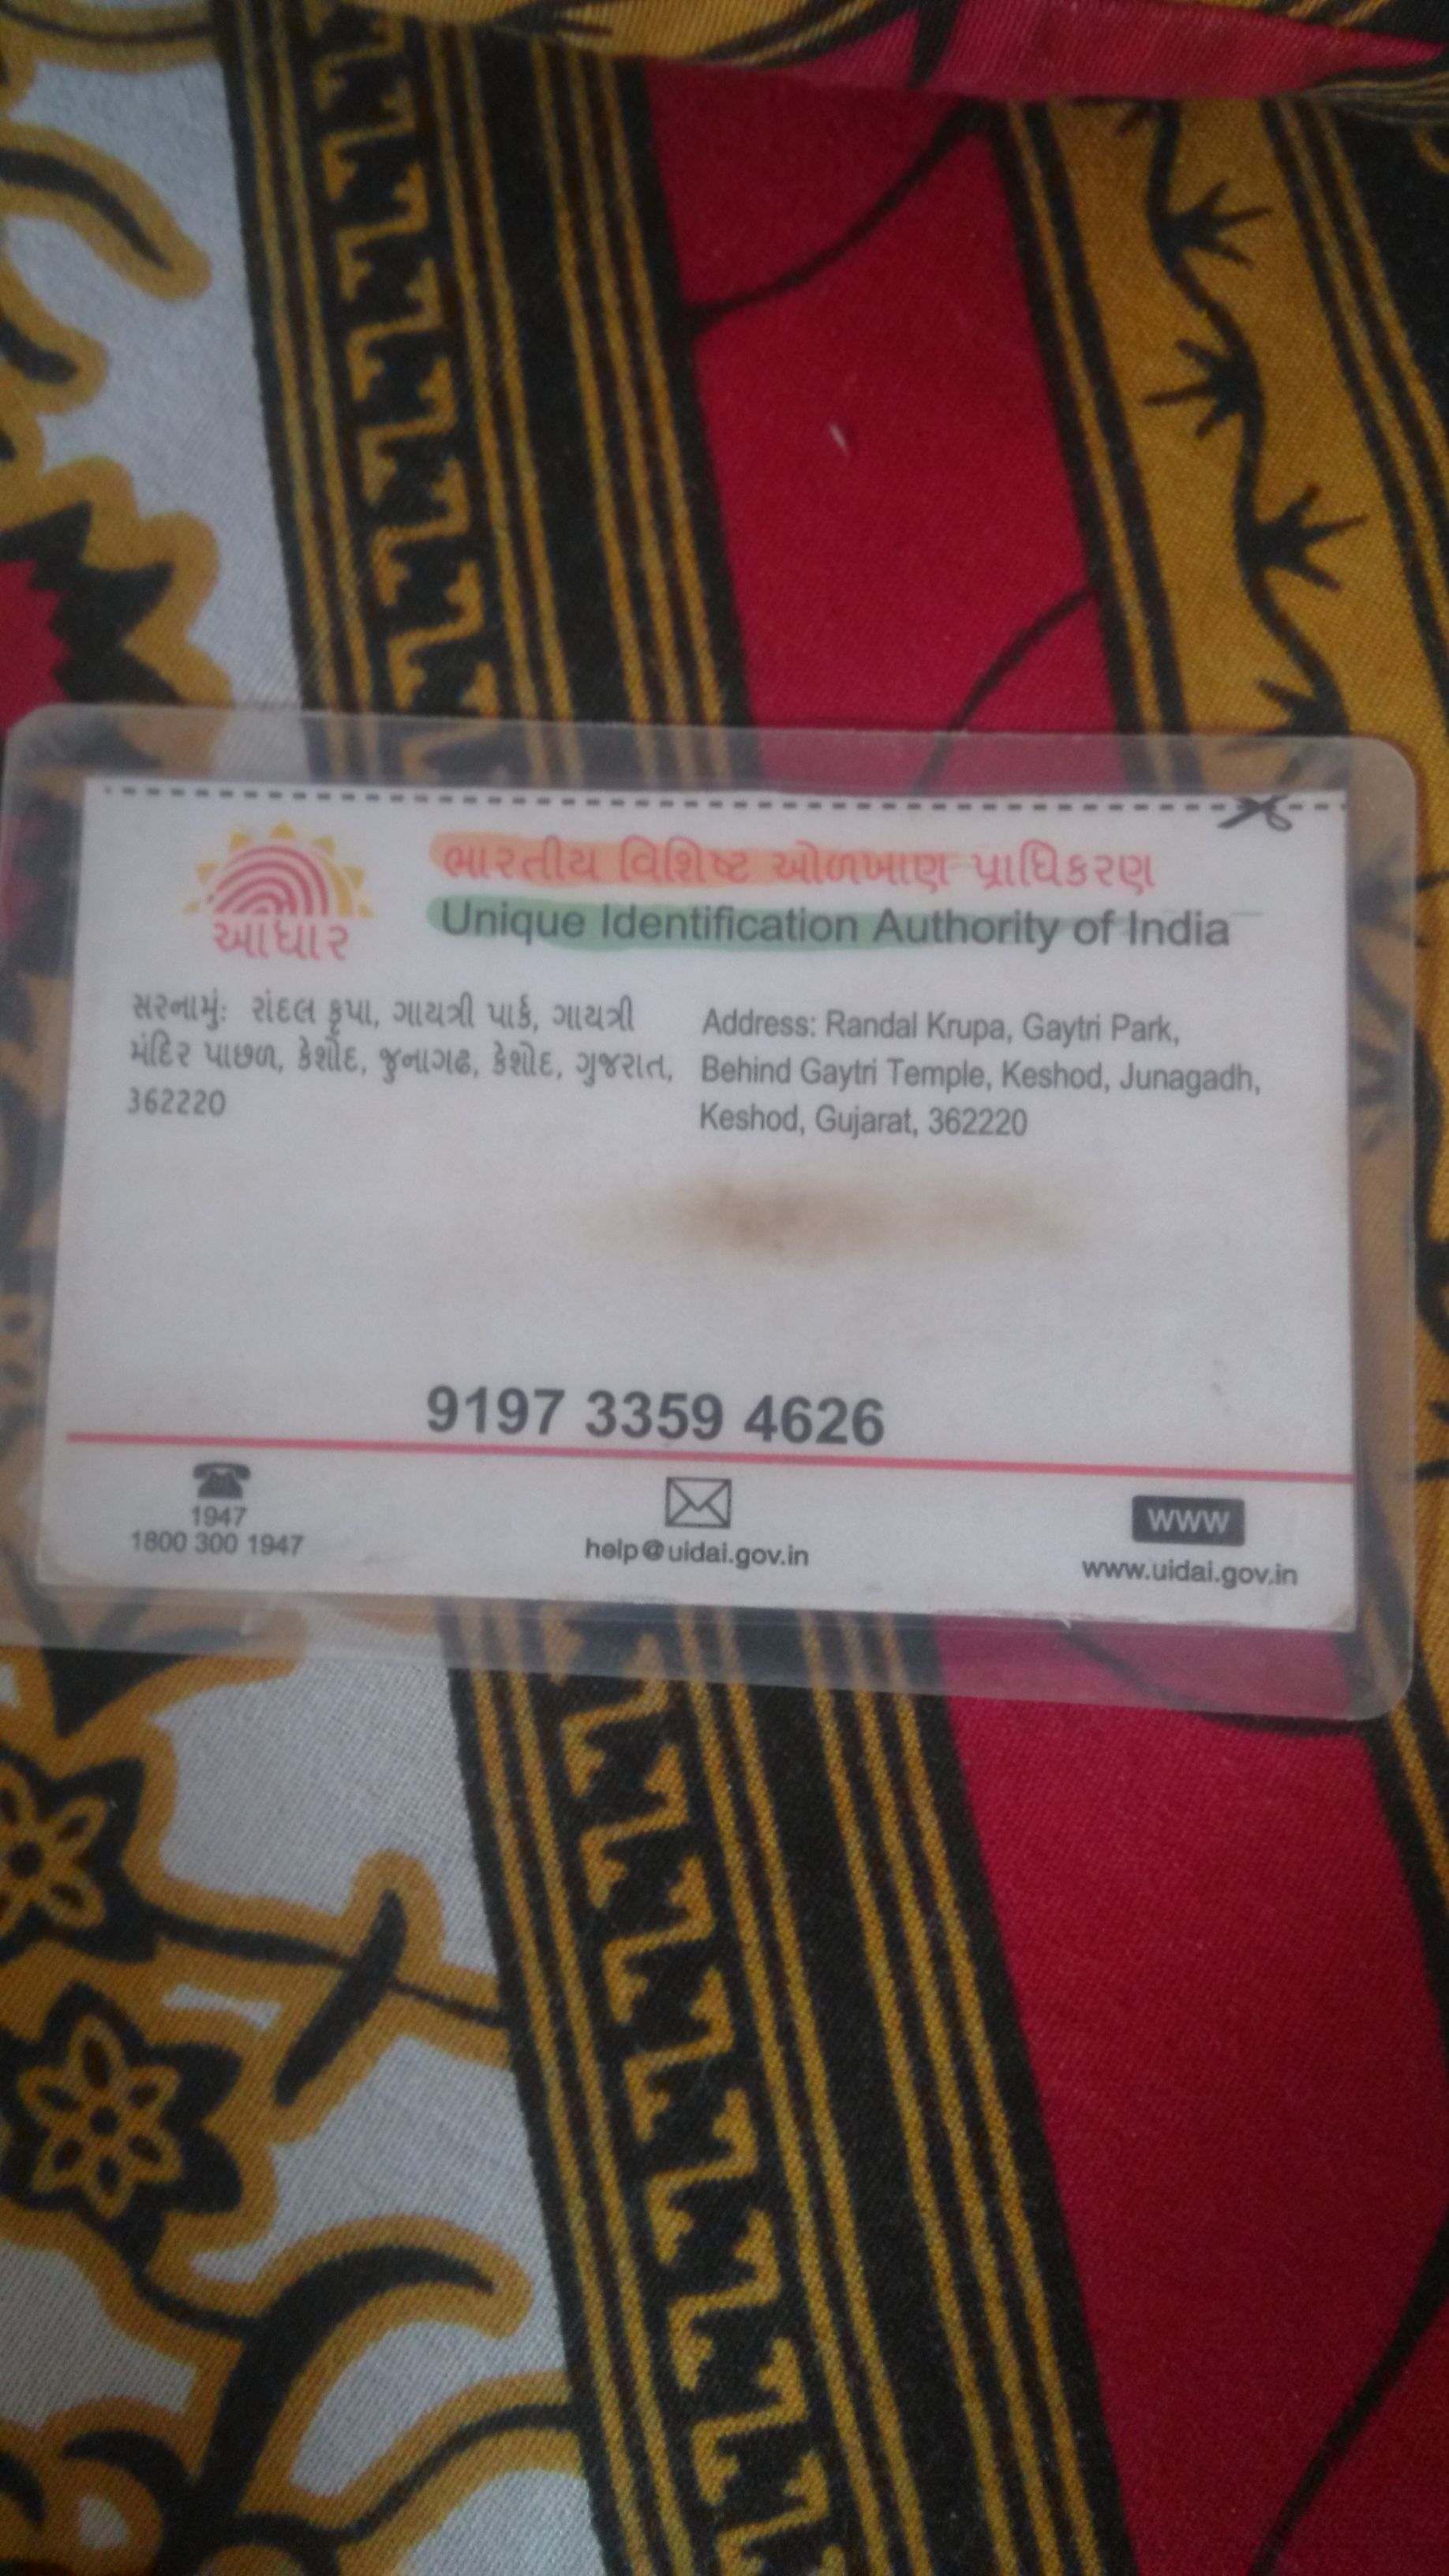 ભારતીય વિશિષ્ટ ઓળખાણ પ્રાધિકરણ
Unique Identification Authority of India
આધાર
સરનામું: રાંદલ કૃપા, ગાયત્રી પાર્ક, ગાયત્રી
મંદિર પાછળ, કેશોદ, જુનાગઢ, કેશોદ, ગુજરાત,
362220
Address: Randal Krupa, Gaytri Park,
Behind Gaytri Temple, Keshod, Junagadh,
Keshod, Gujarat, 362220
9197 3359 4626
1947
1800 300 1947
help@uidai.gov.in
WWW
www.uidai.gov.in